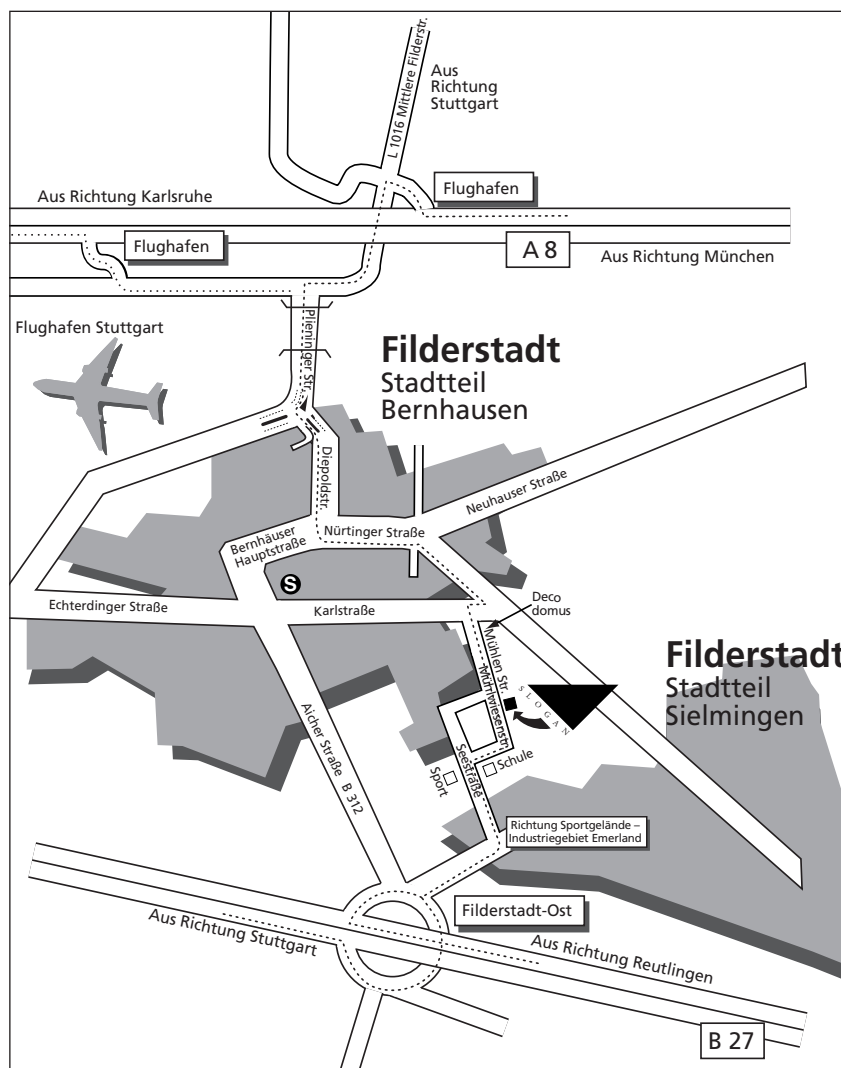 L 1016 Mittlere Filderstr.
Aus
Richtung
Stuttgart
Flughafen
Aus Richtung Karlsruhe
Flughafen
A 8
Aus Richtung München
Flughafen Stuttgart
Plieninger Str.
Filderstadt
Stadtteil
Bernhausen
Diepoldstr.
Neuhauser Straße
Nürtinger Straße
Bernhäuser
Hauptstraße
S
Deco
domus
Echterdinger Straße
Karlstraße
Mühlen Str.
Mürlwiesenstr.
Filderstadt
Stadtteil
Sielmingen
SLOGAN
Aicher Straße B 312
Seestraße
Schule
Sport
Richtung Sportgelände –
Industriegebiet Emerland
Filderstadt-Ost
Aus Richtung Stuttgart
Aus Richtung Reutlingen
B 27